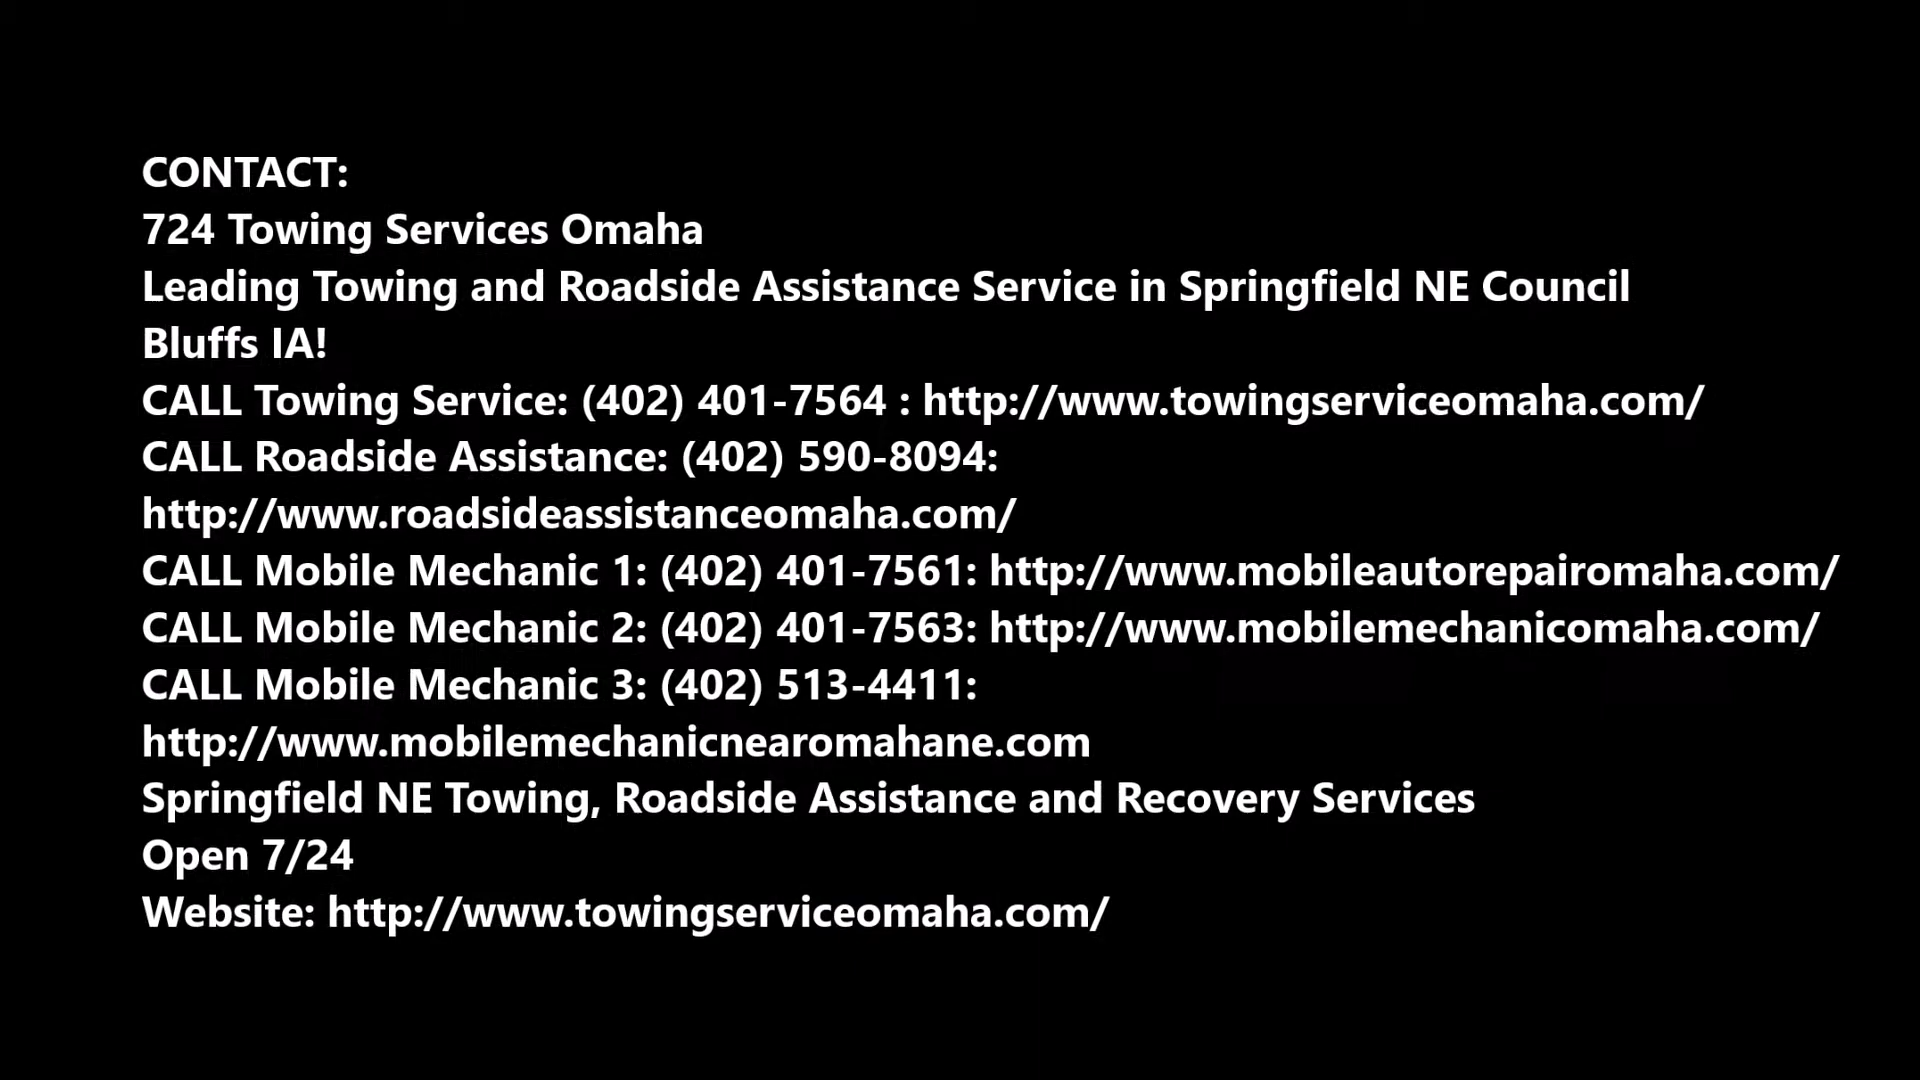 CONTACT:
724 Towing Services Omaha
Leading Towing and Roadside Assistance Service in Springfield NE Council
Bluffs IA!
CALL Towing Service: (402) 401-7564 : http://www.towingserviceomaha.com/
CALL Roadside Assistance: (402) 590-8094:
http://www.roadsideassistanceomaha.com/
CALL Mobile Mechanic 1: (402) 401-7561: http://www.mobileautorepairomaha.com/
CALL Mobile Mechanic 2: (402) 401-7563: http://www.mobilemechanicomaha.com/
CALL Mobile Mechanic 3: (402) 513-4411:
http://www.mobilemechanicnearomahane.com
Springfield NE Towing, Roadside Assistance and Recovery Services
Open 7/24
Website: http://www.towingserviceomaha.com/